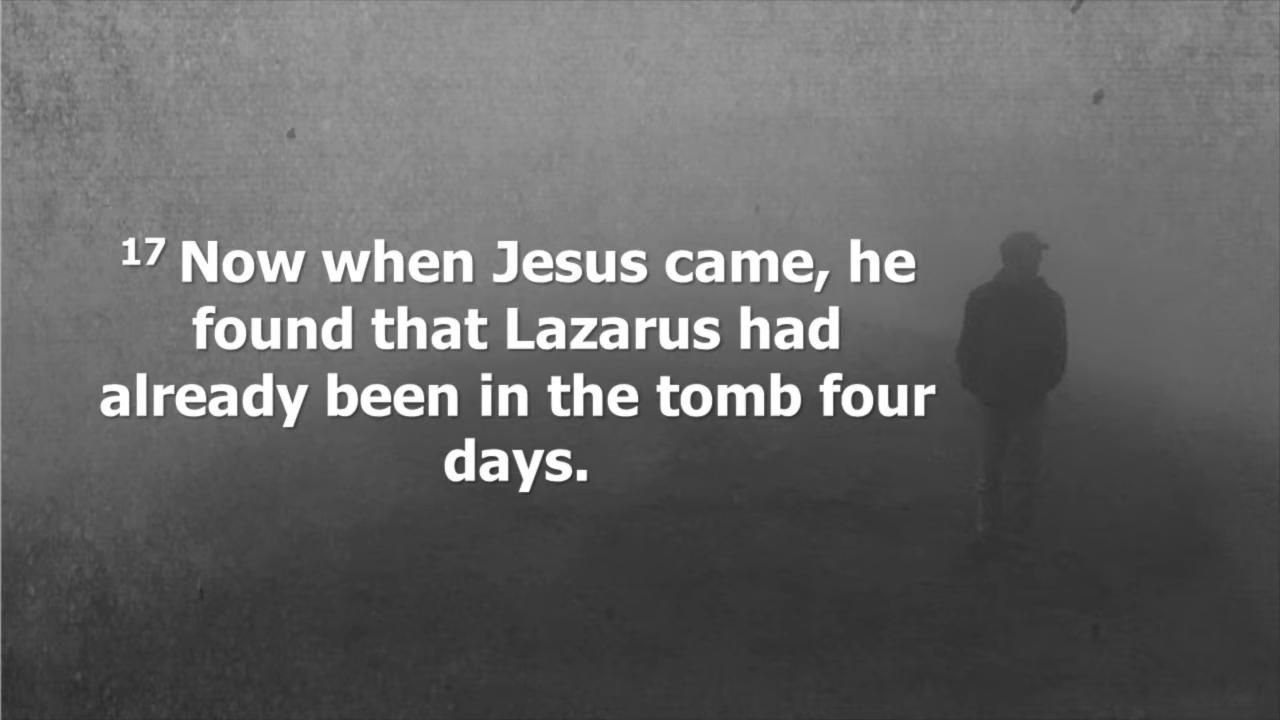 17 Now when Jesus came, he
found that Lazarus had
already been in the tomb four
days.